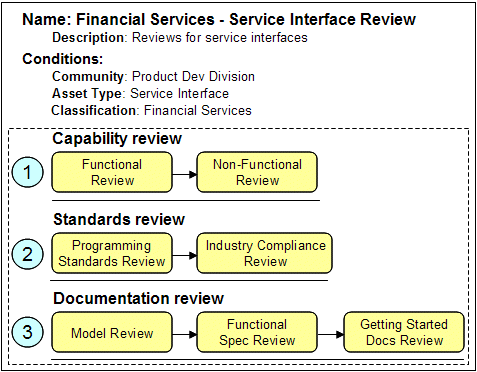 Name: Financial Services - Service Interface Review
Description: Reviews for service interfaces
Conditions:
Community: Product Dev Division
Asset Type: Service Interface
Classification: Financial Services
Capability review
1
Functional
Review
Non-Functional
Review
Standards review
2
Programming
Standards Review
Industry Compliance
Review
Documentation review
3
Model Review
Functional
Spec Review
Getting Started
Docs Review